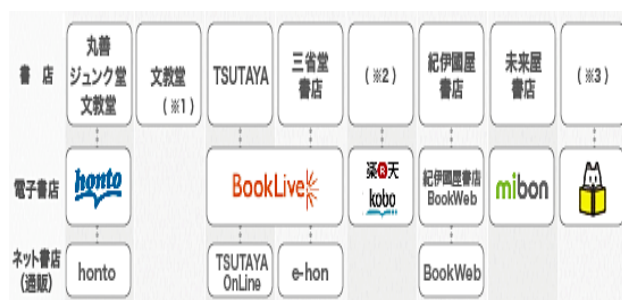 書店
丸善
ジュンク堂
文教堂
文教堂
(※1)
TSUTAYA
三省堂
書店
(※2)
紀伊國屋
書店
未来屋
書店
(※3)
電子書店
honto
BookLive
楽R天
kobo
紀伊國屋書店
BookWeb
mibon
ネット書店
(通販)
honto
TSUTAYA
OnLine
e-hon
BookWeb